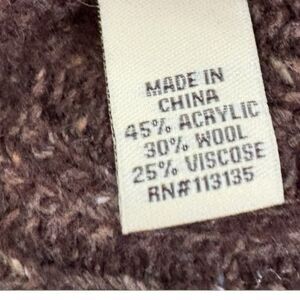 MADE IN
CHINA
45% ACRYLIC
30% WOOL
25% VISCOSE
RN#113135